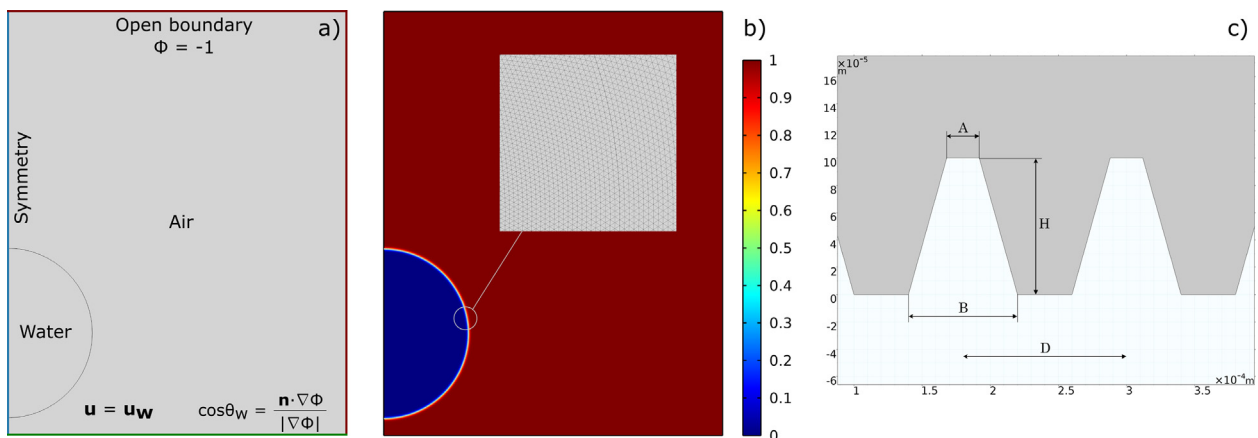 a)
Open boundary
Φ = -1
Symmetry
Air
Water
u = u_w
cosθ_w = n·∇Φ / |∇Φ|
b)
1
0.9
0.8
0.7
0.6
0.5
0.4
0.3
0.2
0.1
0
c)
×10⁻⁵
m
16
14
12
10
8
6
4
2
0
-2
-4
-6
A
H
B
D
1
1.5
2
2.5
3
3.5
×10⁻⁴ m